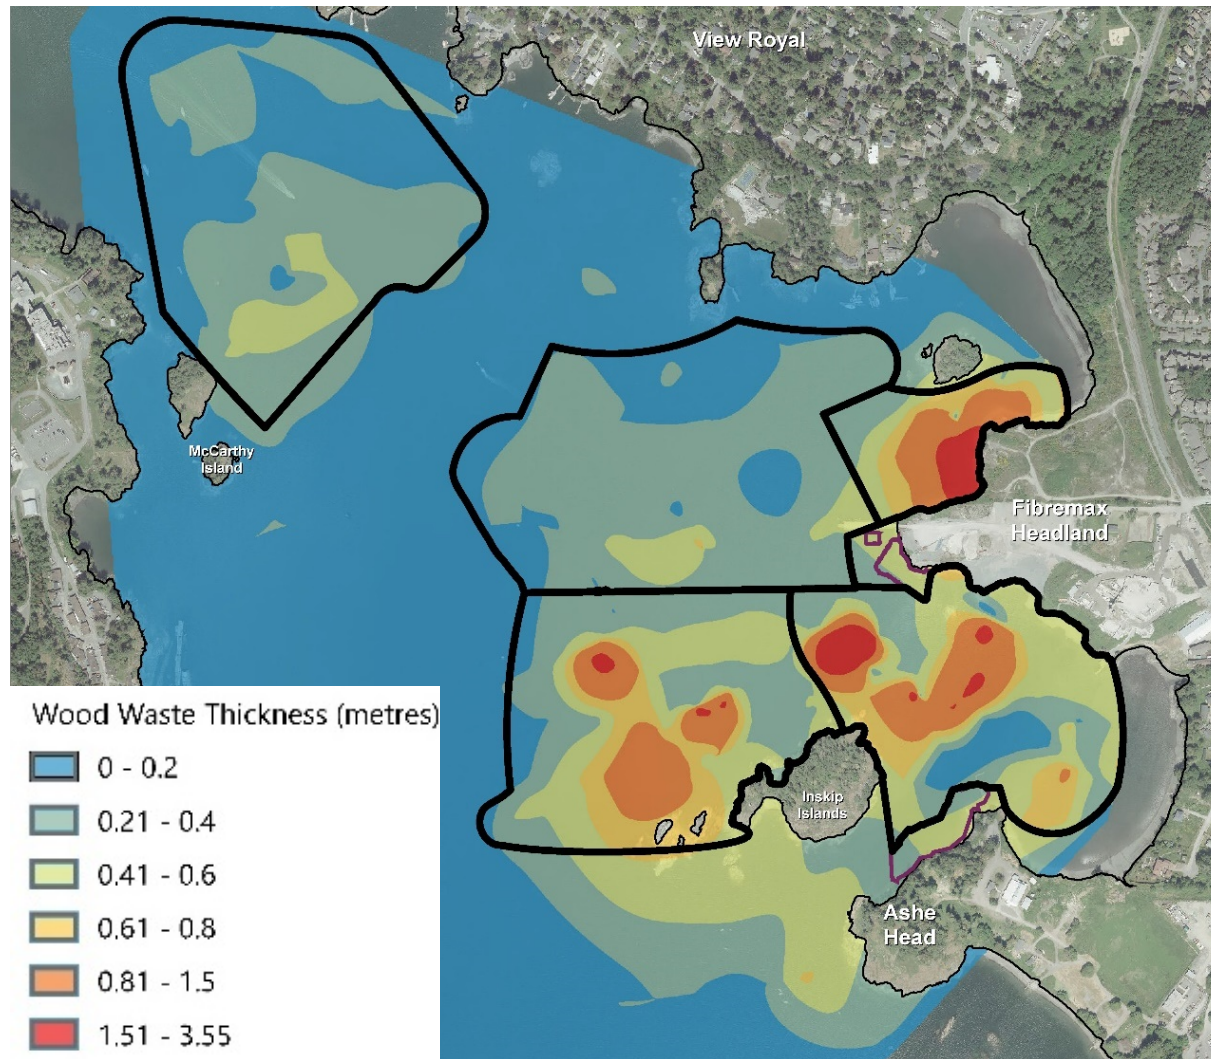 View Royal
McCarthy
Island
Fibremax
Headland
Inskip
Islands
Ashe
Head
Wood Waste Thickness (metres)
0 - 0.2
0.21 - 0.4
0.41 - 0.6
0.61 - 0.8
0.81 - 1.5
1.51 - 3.55